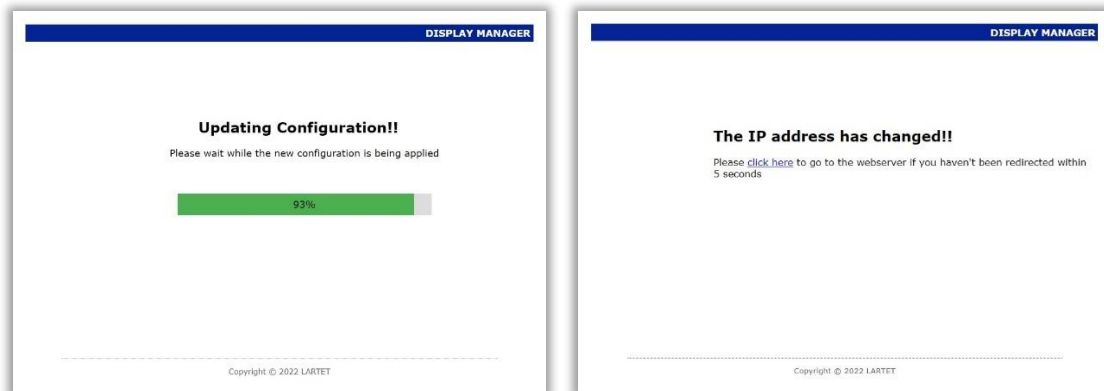 DISPLAY MANAGER
Updating Configuration!!
Please wait while the new configuration is being applied
93%
Copyright © 2022 LARTET
DISPLAY MANAGER
The IP address has changed!!
Please click here to go to the webserver if you haven't been redirected within
5 seconds
Copyright © 2022 LARTET